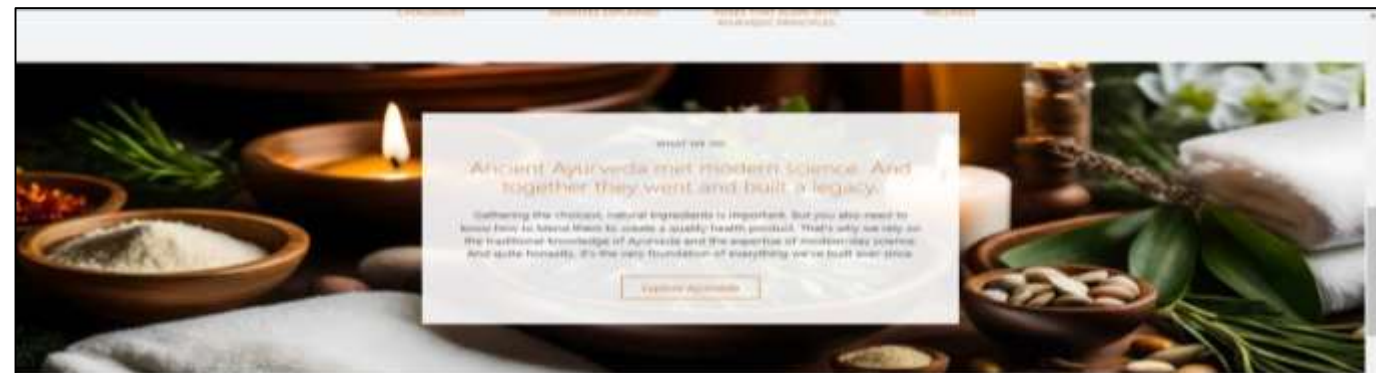 AYURVEDIC PRINCIPLES
WHAT WE DO
Ancient Ayurveda met modern science. And
together they went and built a legacy.
Gathering the choicest, natural ingredients is important. But you also need to
know how to blend them to create a quality health product. That's why we rely on
the traditional knowledge of Ayurveda and the expertise of modern-day science.
And quite honestly, it's the very foundation of everything we've built ever since.
Explore Ayurveda